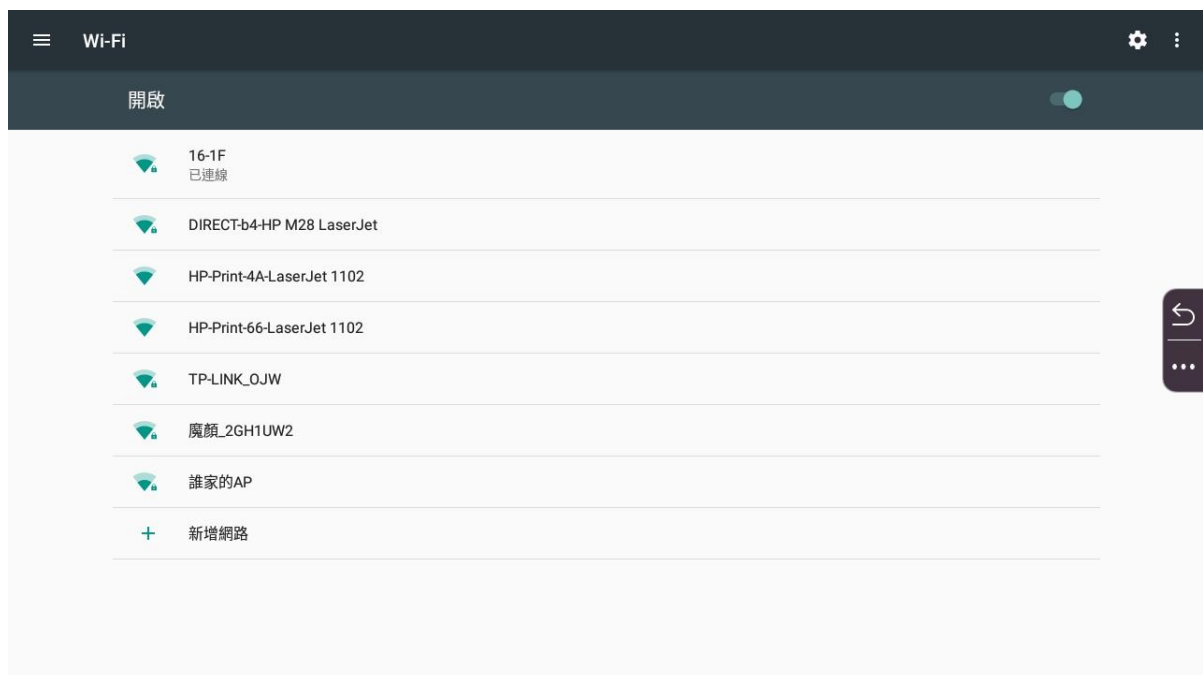 Wi-Fi
開啟
16-1F
已連線
DIRECT-b4-HP M28 LaserJet
HP-Print-4A-LaserJet 1102
HP-Print-66-LaserJet 1102
TP-LINK_OJW
魔顏_2GH1UW2
誰家的AP
新增網路